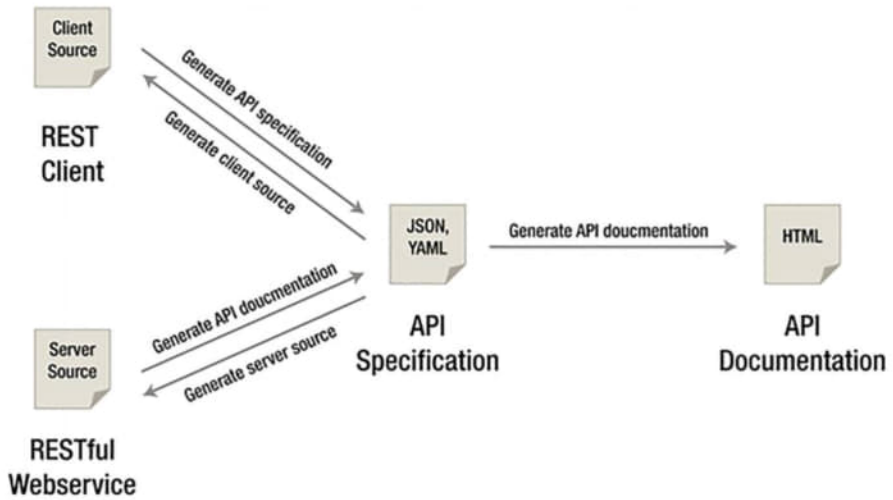 Client
Source
REST
Client
Generate API specification
Generate client source
JSON,
YAML
API
Specification
Generate API doucmentation
HTML
API
Documentation
Generate API doucmentation
Generate server source
Server
Source
RESTful
Webservice